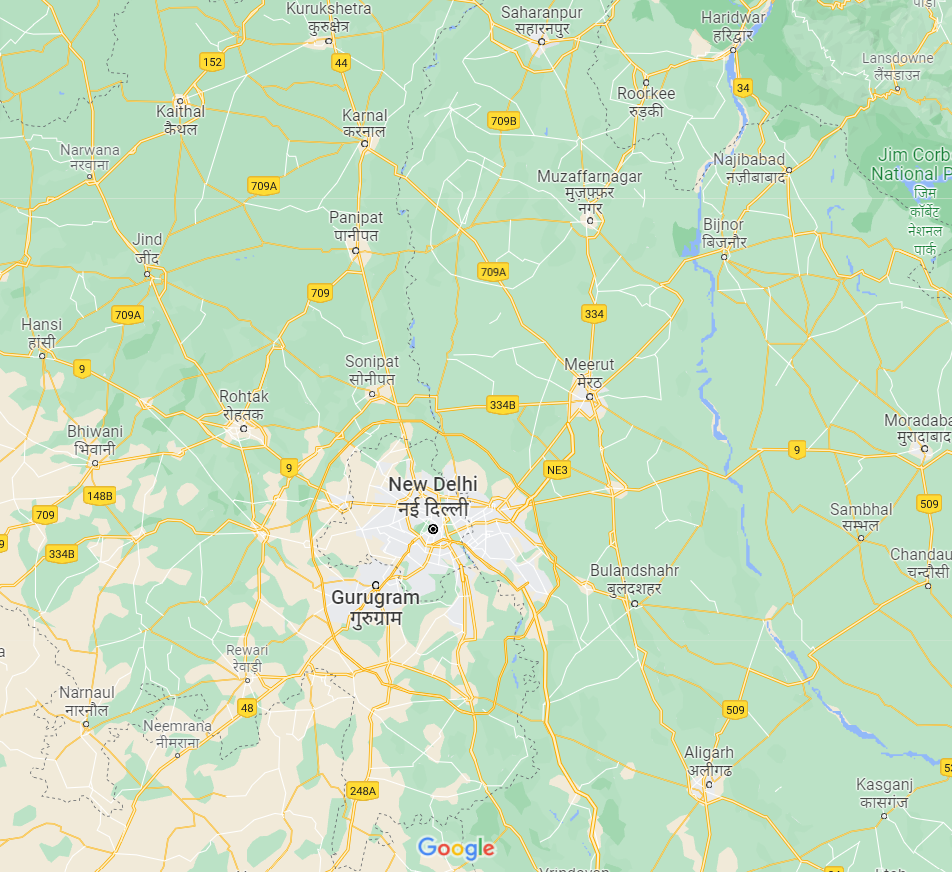 Kurukshetra
कुरुक्षेत्र
Saharanpur
सहारनपुर
Haridwar
हरिद्वार
152
44
Lansdowne
लैंसडाउन
34
Roorkee
रुड़की
Kaithal
कैथल
Karnal
करनाल
709B
Narwana
नरवाना
Najibabad
नज़ीबाबाद
Jim Corb
National P
जिम
कॉर्बेट
नेशनल
पार्क
709A
Muzaffarnagar
मुज़फ़्फ़र
नगर
Panipat
पानीपत
Bijnor
बिजनौर
Jind
जींद
709A
709
709A
334
Hansi
हांसी
9
Sonipat
सोनीपत
Meerut
मेरठ
Rohtak
रोहतक
334B
Bhiwani
भिवानी
Moradaba
मुरादाबाद
9
9
NE3
148B
New Delhi
नई दिल्ली
709
509
Sambhal
सम्भल
9
334B
Chandau
चन्दौसी
Bulandshahr
बुलंदशहर
Gurugram
गुरुग्राम
a
Rewari
रेवाड़ी
Narnaul
नारनौल
48
509
Neemrana
नीमराना
Aligarh
अलीगढ
248A
Kasganj
कासगंज
Google